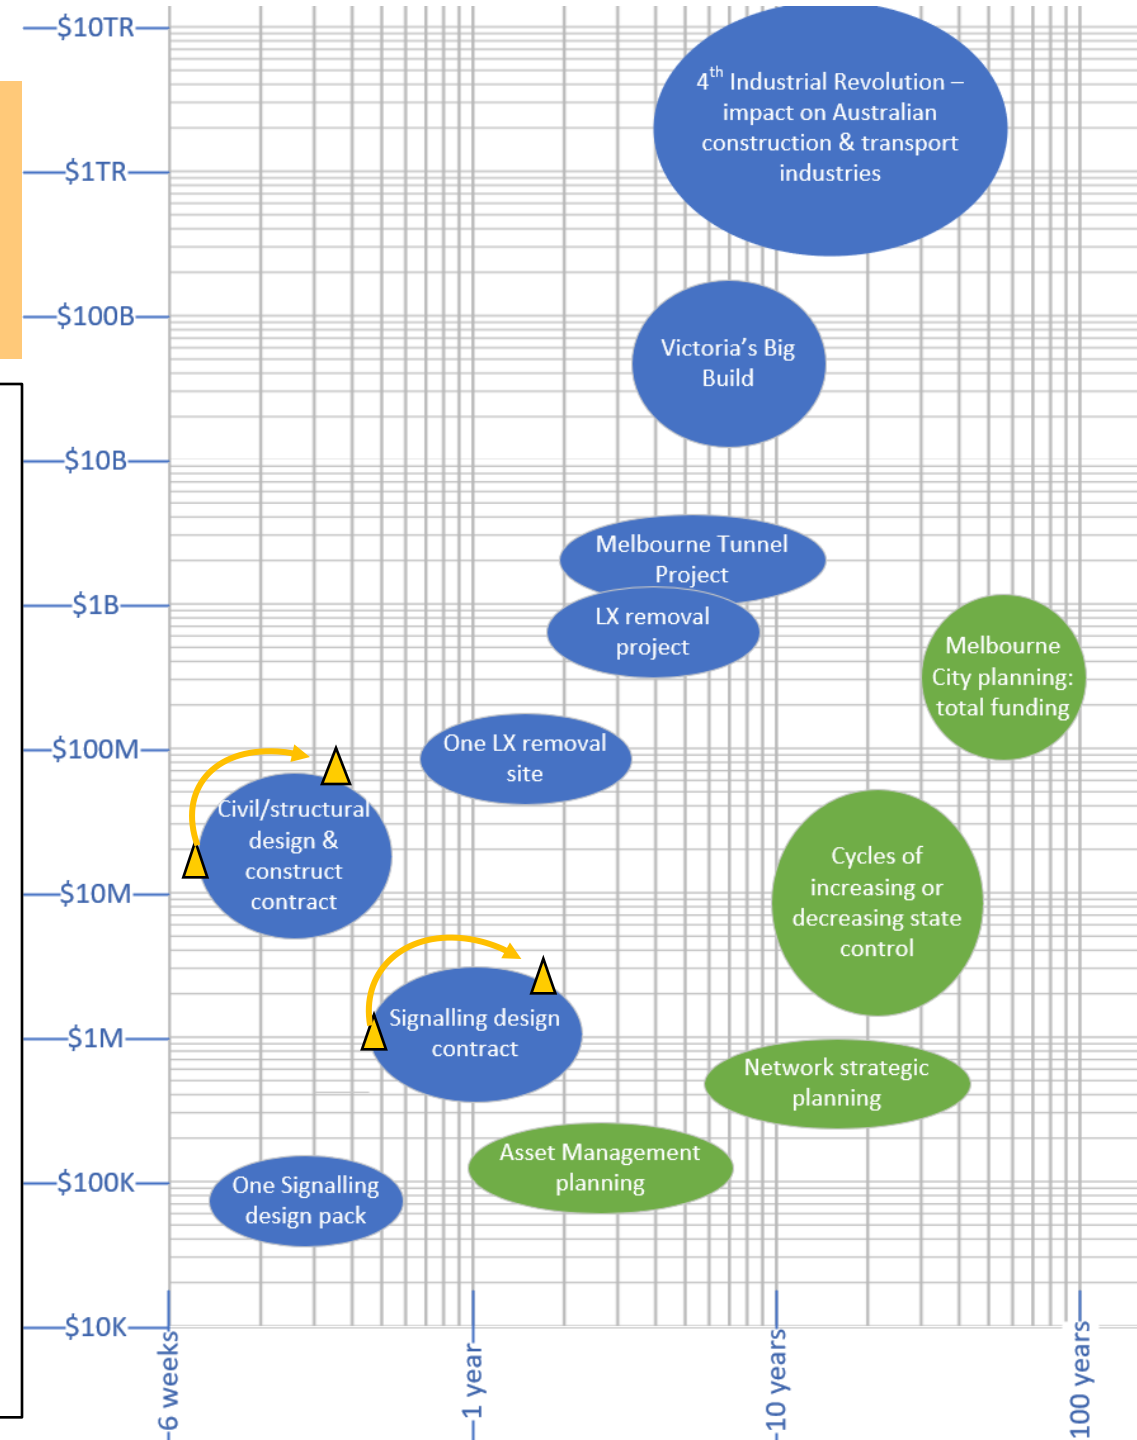 $10TR
4th Industrial Revolution –
impact on Australian
construction & transport
industries
$1TR
$100B
Victoria's Big
Build
$10B
Melbourne Tunnel
Project
$1B
LX removal
project
Melbourne
City planning:
total funding
$100M
One LX removal
site
Civil/structural
design &
construct
contract
Cycles of
increasing or
decreasing state
control
$10M
Signalling design
contract
$1M
Network strategic
planning
Asset Management
planning
$100K
One Signalling
design pack
$10K
6 weeks
1 year
10 years
100 years